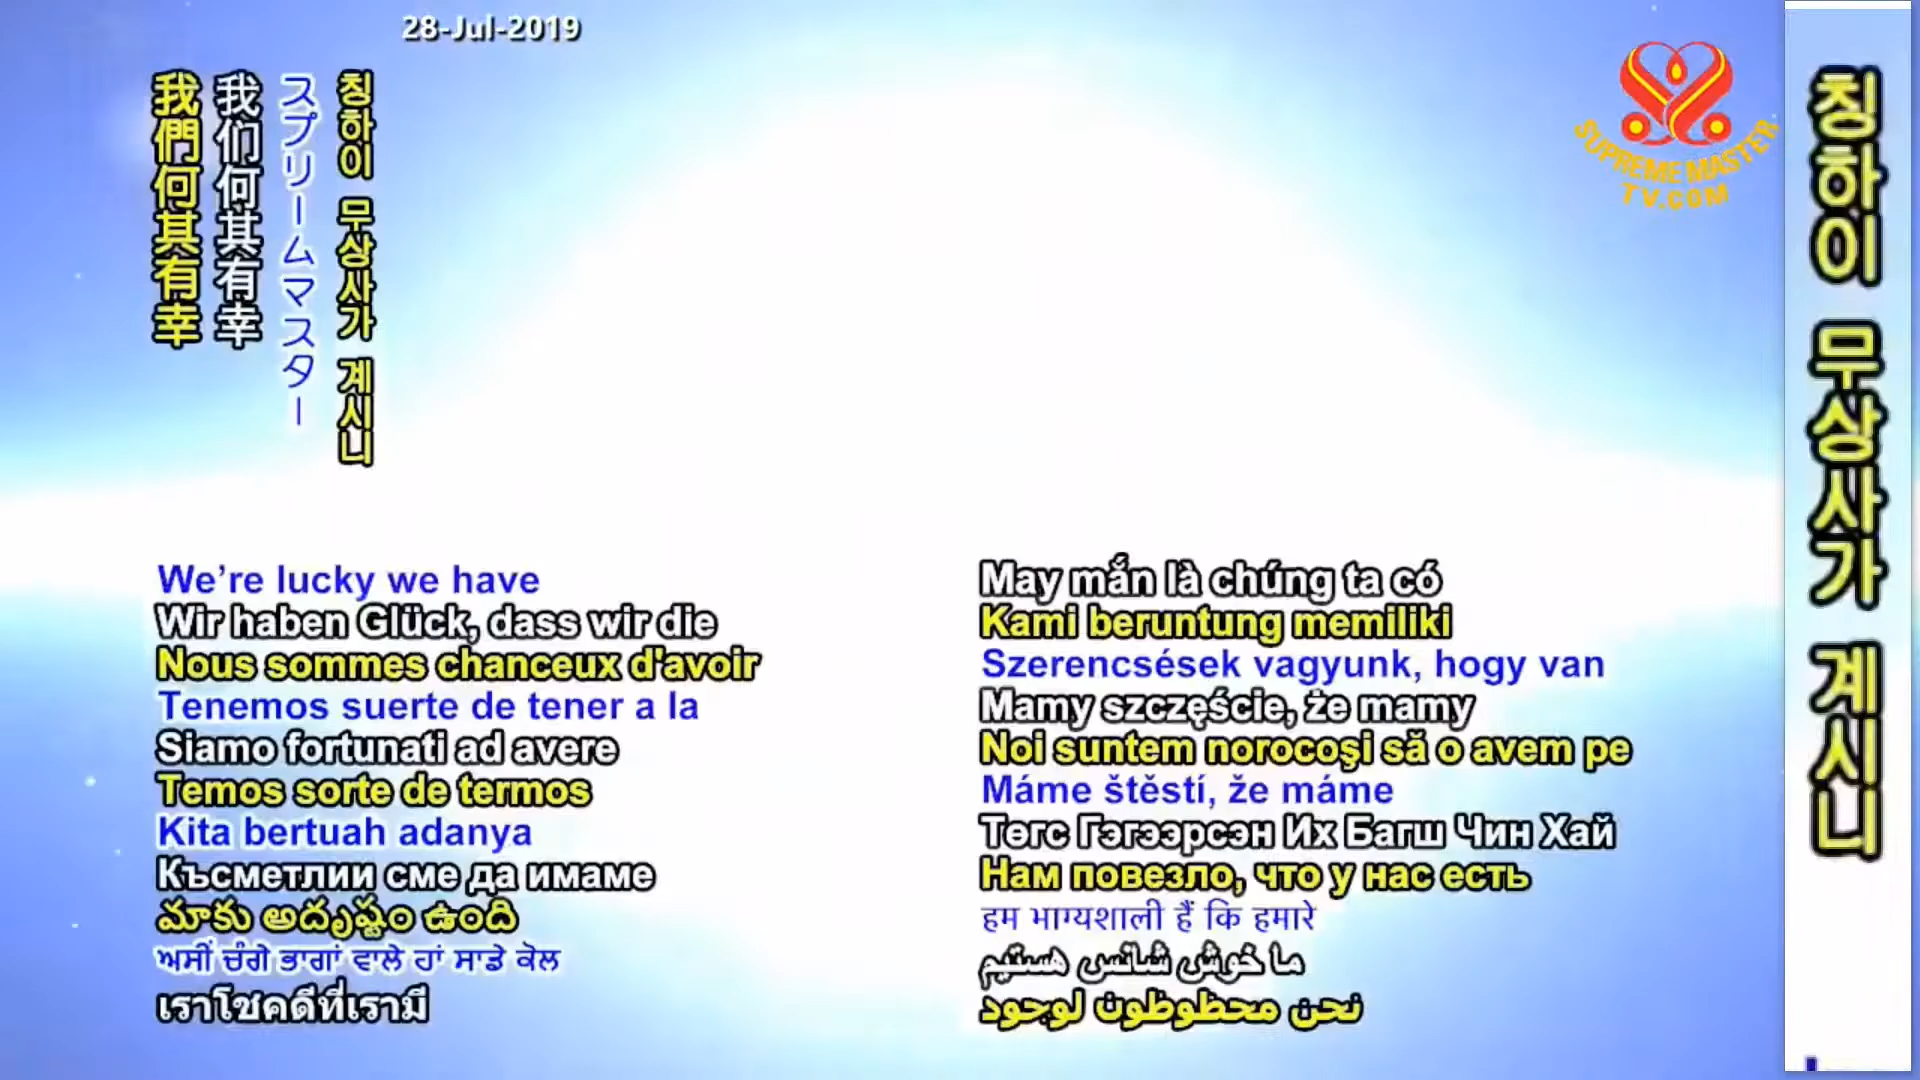 28-Jul-2019
SUPREME MASTER
TV.COM
我們何其有幸
我们何其有幸
スプリームマスター
칭하이 무상사가 계시니
칭하이 무상사가 계시니
We’re lucky we have
Wir haben Glück, dass wir die
Nous sommes chanceux d'avoir
Tenemos suerte de tener a la
Siamo fortunati ad avere
Temos sorte de termos
Kita bertuah adanya
Късметлии сме да имаме
మాకు అదృష్టం ఉంది
ਅਸੀਂ ਚੰਗੇ ਭਾਗਾਂ ਵਾਲੇ ਹਾਂ ਸਾਡੇ ਕੋਲ
เราโชคดีที่เรามี
May mắn là chúng ta có
Kami beruntung memiliki
Szerencsések vagyunk, hogy van
Mamy szczęście, że mamy
Noi suntem norocoşi să o avem pe
Máme štěstí, že máme
Төгс Гэгээрсэн Их Багш Чин Хай
Нам повезло, что у нас есть
हम भाग्यशाली हैं कि हमारे
ما خوش شانس هستیم
نحن محظوظون لوجود